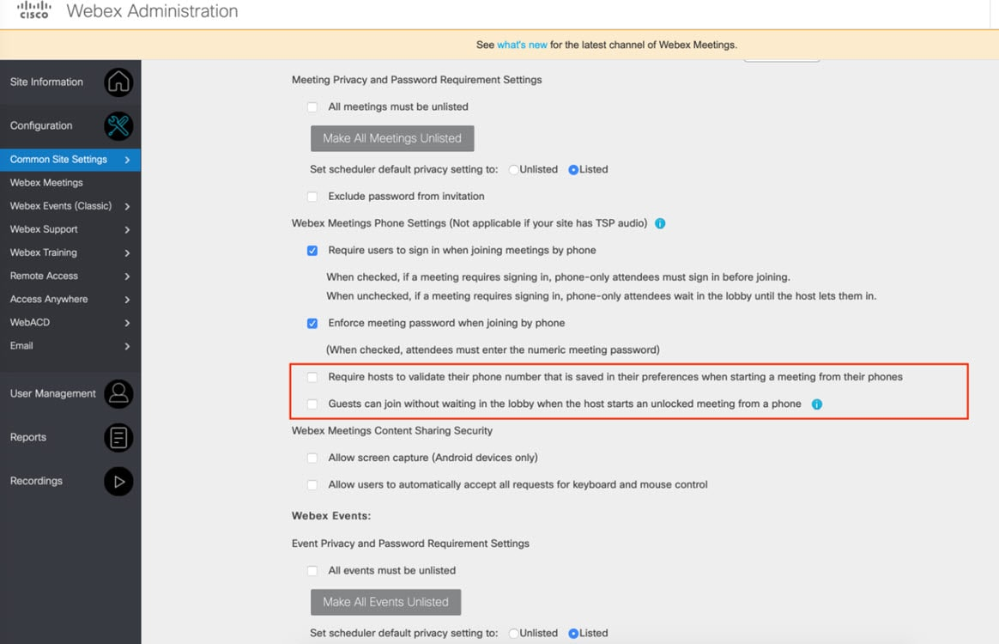 CISCO
Webex Administration
See what's new for the latest channel of Webex Meetings.
Site Information
Configuration
Common Site Settings
Webex Meetings
Webex Events (Classic)
Webex Support
Webex Training
Remote Access
Access Anywhere
WebACD
Email
User Management
Reports
Recordings
Meeting Privacy and Password Requirement Settings
All meetings must be unlisted
Make All Meetings Unlisted
Set scheduler default privacy setting to: Unlisted Listed
Exclude password from invitation
Webex Meetings Phone Settings (Not applicable if your site has TSP audio)
Require users to sign in when joining meetings by phone
When checked, if a meeting requires signing in, phone-only attendees must sign in before joining.
When unchecked, if a meeting requires signing in, phone-only attendees wait in the lobby until the host lets them in.
Enforce meeting password when joining by phone
(When checked, attendees must enter the numeric meeting password)
Require hosts to validate their phone number that is saved in their preferences when starting a meeting from their phones
Guests can join without waiting in the lobby when the host starts an unlocked meeting from a phone
Webex Meetings Content Sharing Security
Allow screen capture (Android devices only)
Allow users to automatically accept all requests for keyboard and mouse control
Webex Events:
Event Privacy and Password Requirement Settings
All events must be unlisted
Make All Events Unlisted
Set scheduler default privacy setting to: Unlisted Listed